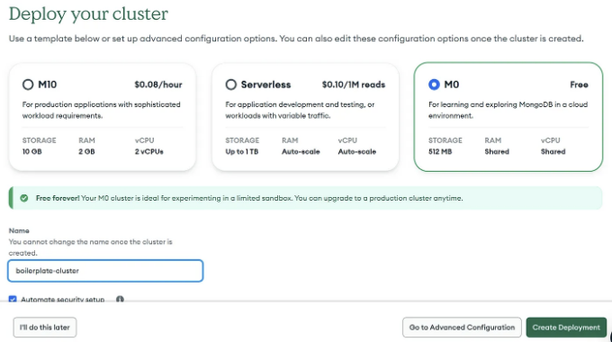 Deploy your cluster
Use a template below or set up advanced configuration options. You can also edit these configuration options once the cluster is created.
M10 $0.08/hour
For production applications with sophisticated
workload requirements.
STORAGE RAM vCPU
10 GB 2 GB 2 vCPUs
Serverless $0.10/1M reads
For application development and testing, or
workloads with variable traffic.
STORAGE RAM vCPU
Up to 1 TB Auto-scale Auto-scale
M0 Free
For learning and exploring MongoDB in a cloud
environment.
STORAGE RAM vCPU
512 MB Shared Shared
Free forever! Your M0 cluster is ideal for experimenting in a limited sandbox. You can upgrade to a production cluster anytime.
Name
You cannot change the name once the cluster is
created.
boilerplate-cluster
Automate security setup
I'll do this later Go to Advanced Configuration Create Deployment